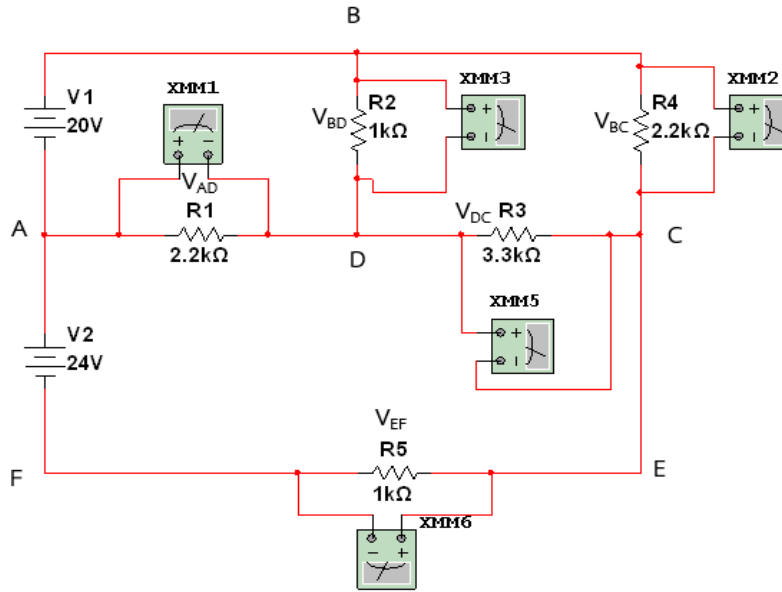 B
XMM1
XMM3
XMM2
V1
20V
R2
1kΩ
VBD
R4
2.2kΩ
VBC
+ −
+
−
+
−
VAD
A
R1
2.2kΩ
D
VDC
R3
3.3kΩ
C
XMM5
+
−
V2
24V
VEF
R5
1kΩ
F
E
XMM6
− +